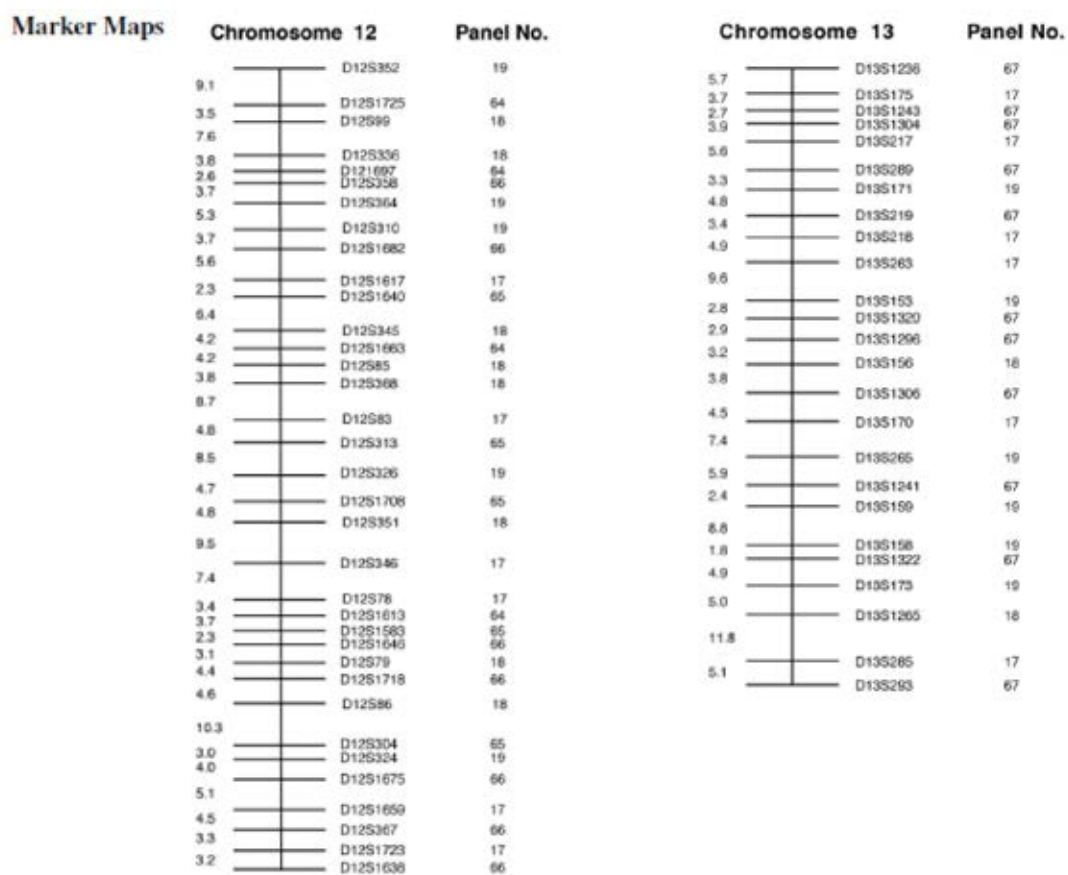 Marker Maps
Chromosome 12 Panel No.
D12S352 19
9.1
D12S1725 64
3.5
D12S99 18
7.6
D12S336 18
3.8
D121697 64
2.6
D12S358 66
3.7
D12S364 19
5.3
D12S310 19
3.7
D12S1682 66
5.6
D12S1617 17
2.3
D12S1640 65
6.4
D12S345 18
4.2
D12S1663 64
4.2
D12S85 18
3.8
D12S368 18
8.7
D12S83 17
4.8
D12S313 65
8.5
D12S326 19
4.7
D12S1708 65
4.8
D12S351 18
9.5
D12S346 17
7.4
D12S78 17
3.4
D12S1613 64
3.7
D12S1583 65
2.3
D12S1646 66
3.1
D12S79 18
4.4
D12S1718 66
4.6
D12S86 18
10.3
D12S304 65
3.0
D12S324 19
4.0
D12S1675 66
5.1
D12S1659 17
4.5
D12S367 66
3.3
D12S1723 17
3.2
D12S1638 66
Chromosome 13 Panel No.
D13S1236 67
5.7
D13S175 17
3.7
D13S1243 67
2.7
D13S1304 67
3.9
D13S217 17
5.6
D13S289 67
3.3
D13S171 19
4.8
D13S219 67
3.4
D13S218 17
4.9
D13S263 17
9.6
D13S153 19
2.8
D13S1320 67
2.9
D13S1296 67
3.2
D13S156 18
3.8
D13S1306 67
4.5
D13S170 17
7.4
D13S265 19
5.9
D13S1241 67
2.4
D13S159 19
8.8
D13S158 19
1.8
D13S1322 67
4.9
D13S173 19
5.0
D13S1265 18
11.8
D13S285 17
5.1
D13S293 67